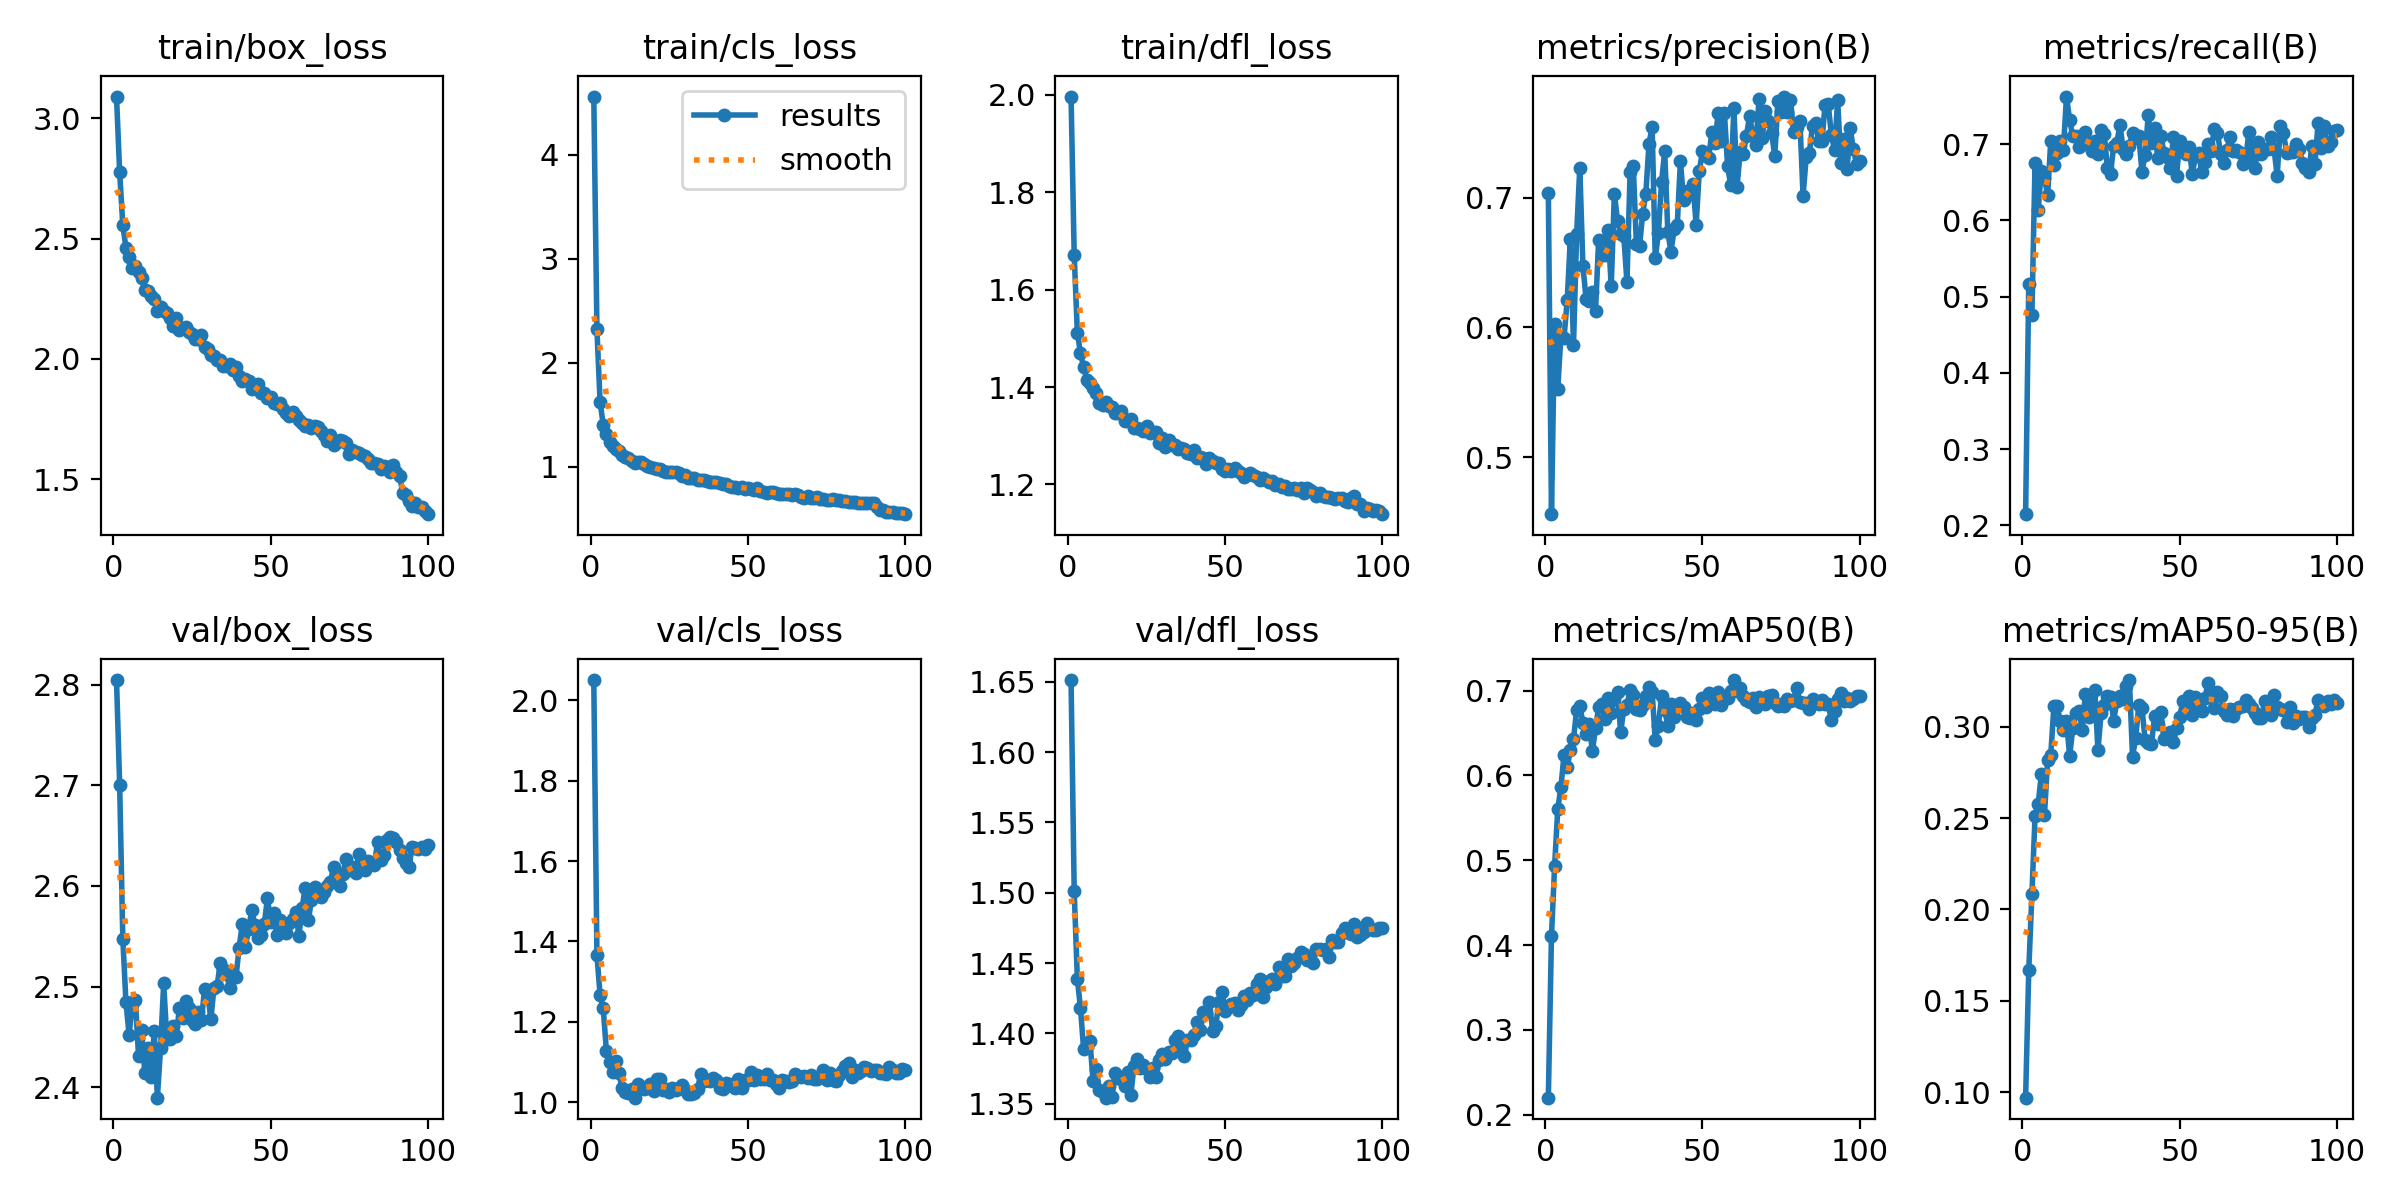 train/box_loss
3.0
2.5
2.0
1.5
0 50 100
train/cls_loss
results
smooth
4
3
2
1
0 50 100
train/dfl_loss
2.0
1.8
1.6
1.4
1.2
0 50 100
metrics/precision(B)
0.7
0.6
0.5
0 50 100
metrics/recall(B)
0.7
0.6
0.5
0.4
0.3
0.2
0 50 100
val/box_loss
2.8
2.7
2.6
2.5
2.4
0 50 100
val/cls_loss
2.0
1.8
1.6
1.4
1.2
1.0
0 50 100
val/dfl_loss
1.65
1.60
1.55
1.50
1.45
1.40
1.35
0 50 100
metrics/mAP50(B)
0.7
0.6
0.5
0.4
0.3
0.2
0 50 100
metrics/mAP50-95(B)
0.30
0.25
0.20
0.15
0.10
0 50 100